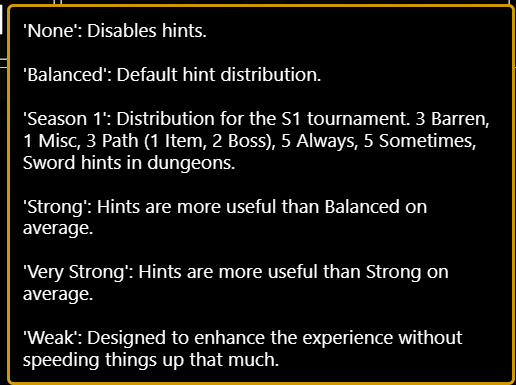 'None': Disables hints.
'Balanced': Default hint distribution.
'Season 1': Distribution for the S1 tournament. 3 Barren,
1 Misc, 3 Path (1 Item, 2 Boss), 5 Always, 5 Sometimes,
Sword hints in dungeons.
'Strong': Hints are more useful than Balanced on
average.
'Very Strong': Hints are more useful than Strong on
average.
'Weak': Designed to enhance the experience without
speeding things up that much.